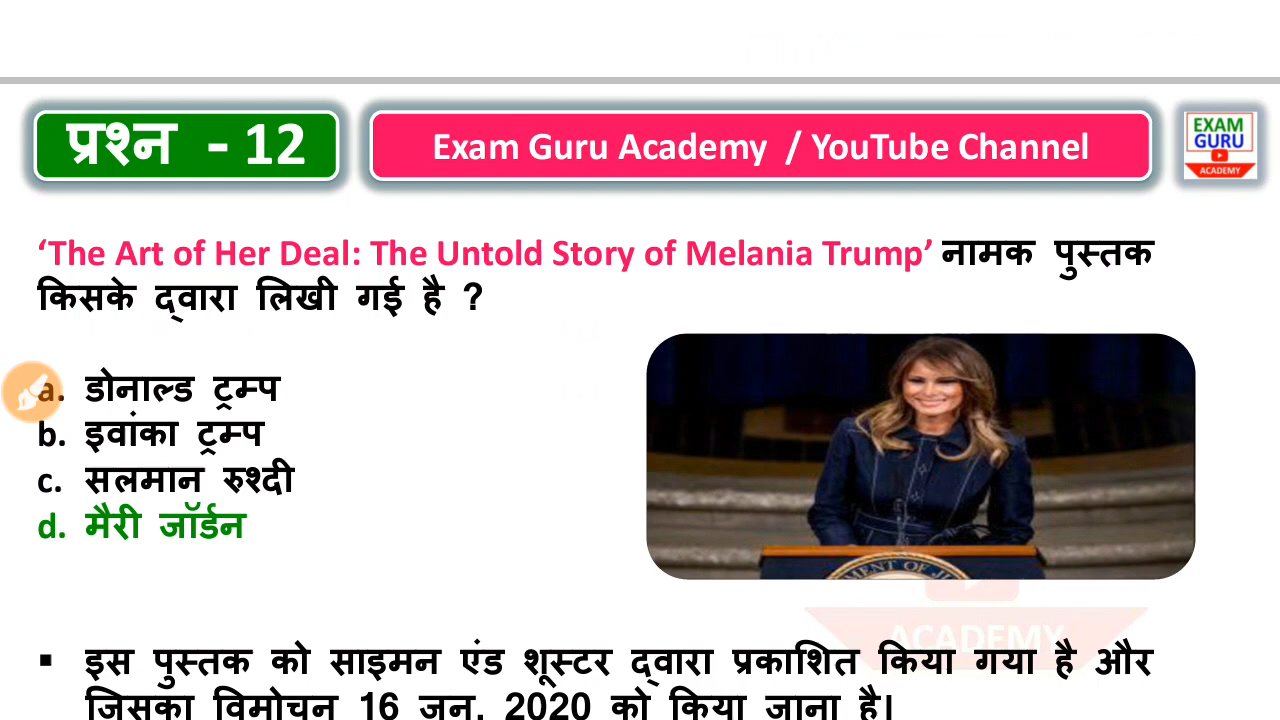 प्रश्न - 12
Exam Guru Academy / YouTube Channel
EXAM
GURU
ACADEMY
‘The Art of Her Deal: The Untold Story of Melania Trump’ नामक पुस्तक
किसके द्वारा लिखी गई है ?
a. डोनाल्ड ट्रम्प
b. इवांका ट्रम्प
c. सलमान रुश्दी
d. मैरी जॉर्डन
ACADEMY
▪ इस पुस्तक को साइमन एंड शूस्टर द्वारा प्रकाशित किया गया है और
जिसका विमोचन 16 जून, 2020 को किया जाना है।